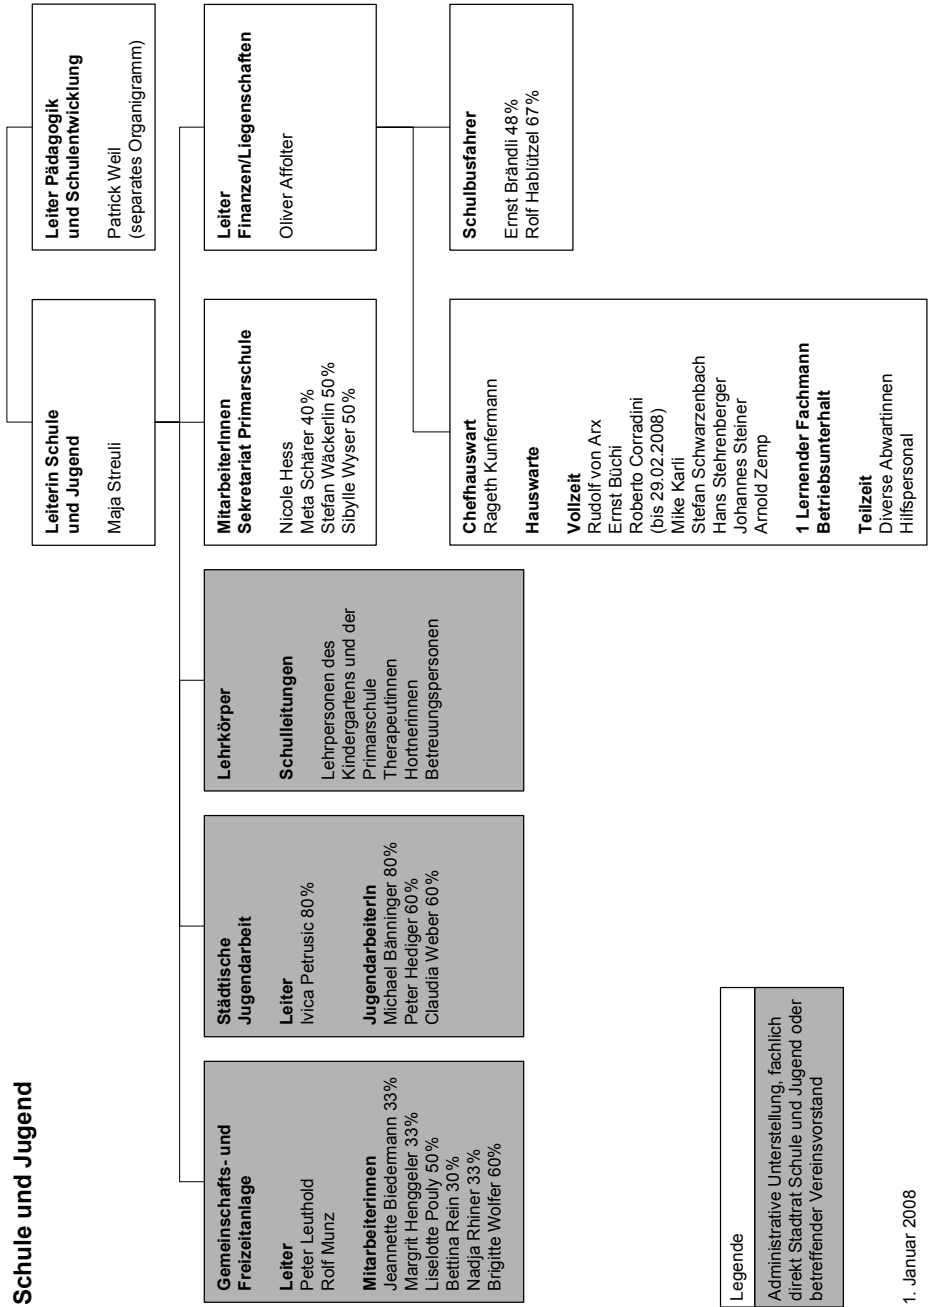 Schule und Jugend
Leiterin Schule
und Jugend
Maja Streuli
Leiter Pädagogik
und Schulentwicklung
Patrick Weil
(separates Organigramm)
Gemeinschafts- und
Freizeitanlage
Leiter
Peter Leuthold
Rolf Munz
Mitarbeiterinnen
Jeannette Biedermann 33%
Margrit Henggeler 33%
Liselotte Pouly 50%
Bettina Rein 30%
Nadja Rhiner 33%
Brigitte Wolfer 60%
Städtische
Jugendarbeit
Leiter
Ivica Petrusic 80%
JugendarbeiterIn
Michael Bänninger 80%
Peter Hediger 60%
Claudia Weber 60%
Lehrkörper
Schulleitungen
Lehrpersonen des
Kindergartens und der
Primarschule
Therapeutinnen
Hortnerinnen
Betreuungspersonen
MitarbeiterInnen
Sekretariat Primarschule
Nicole Hess
Meta Schärer 40%
Stefan Wäckerlin 50%
Sibylle Wyser 50%
Leiter
Finanzen/Liegenschaften
Oliver Affolter
Chefhauswart
Rageth Kunfermann
Hauswarte
Vollzeit
Rudolf von Arx
Ernst Büchi
Roberto Corradini
(bis 29.02.2008)
Mike Karli
Stefan Schwarzenbach
Hans Stehrenberger
Johannes Steiner
Arnold Zemp
1 Lernender Fachmann
Betriebsunterhalt
Teilzeit
Diverse Abwartinnen
Hilfspersonal
Schulbusfahrer
Ernst Brändli 48%
Rolf Hablützel 67%
Legende
Administrative Unterstellung, fachlich
direkt Stadtrat Schule und Jugend oder
betreffender Vereinsvorstand
1. Januar 2008